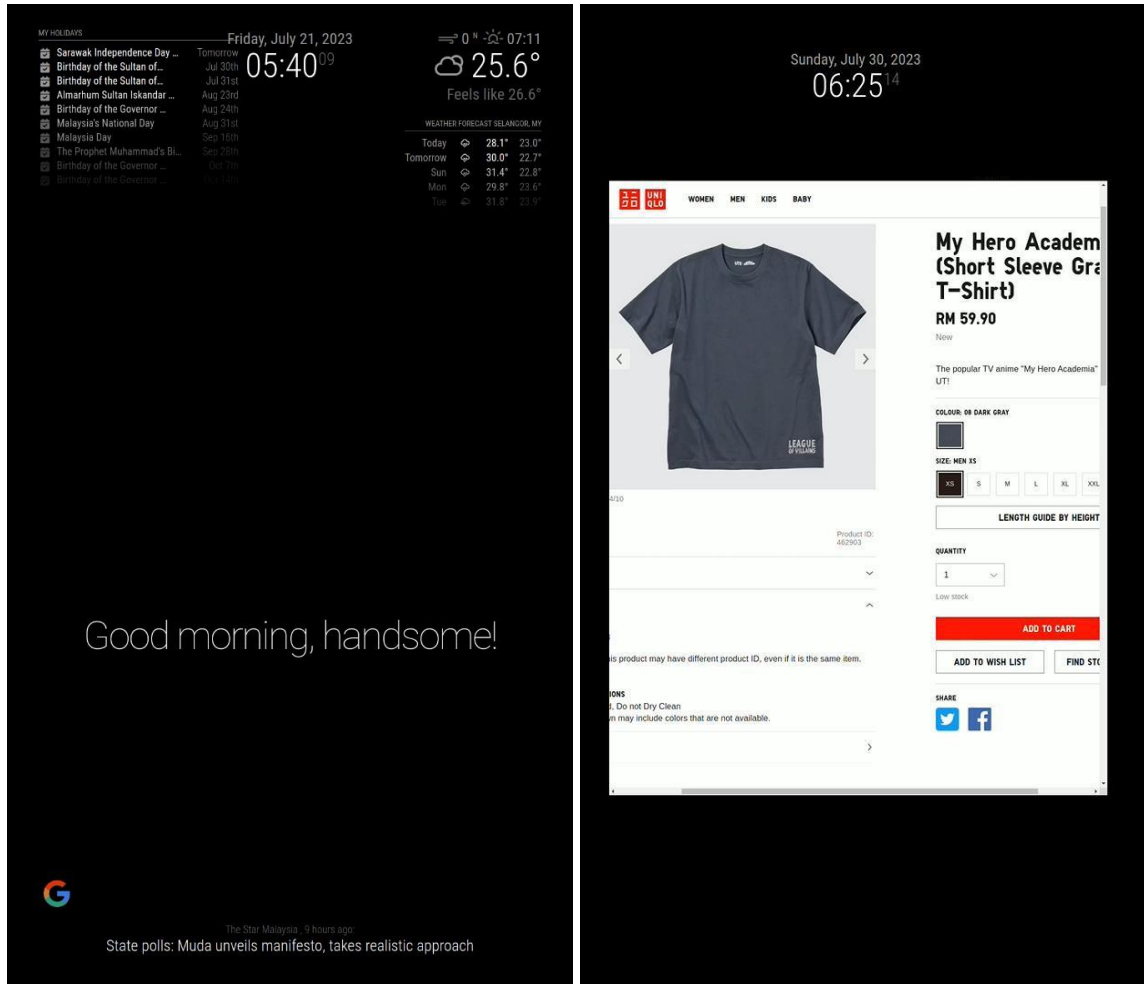 MY HOLIDAYS
Sarawak Independence Day ... Tomorrow
Birthday of the Sultan of... Jul 30th
Birthday of the Sultan of... Jul 31st
Almarhum Sultan Iskandar ... Aug 23rd
Birthday of the Governor ... Aug 24th
Malaysia's National Day Aug 31st
Malaysia Day Sep 16th
The Prophet Muhammad's Bi... Sep 28th
Birthday of the Governor ... Oct 7th
Birthday of the Governor ...
Friday, July 21, 2023
05:40 09
0 N 07:11
25.6°
Feels like 26.6°
WEATHER FORECAST SELANGOR, MY
Today 28.1° 23.0°
Tomorrow 30.0° 22.7°
Sun 31.4° 22.8°
Mon 29.8° 23.6°
Tue 31.8° 23.9°
Good morning, handsome!
The Star Malaysia , 9 hours ago:
State polls: Muda unveils manifesto, takes realistic approach
Sunday, July 30, 2023
06:25 14
UNI
QLO
WOMEN MEN KIDS BABY
LEAGUE
OF VILLAINS
4/10
Product ID:
462903
his product may have different product ID, even if it is the same item.
IONS
d, Do not Dry Clean
wn may include colors that are not available.
My Hero Academ
(Short Sleeve Gra
T-Shirt)
RM 59.90
New
The popular TV anime "My Hero Academia"
UT!
COLOUR: 08 DARK GRAY
SIZE: MEN XS
XS S M L XL XXL
LENGTH GUIDE BY HEIGHT
QUANTITY
1
Low stock
ADD TO CART
ADD TO WISH LIST FIND STO
SHARE